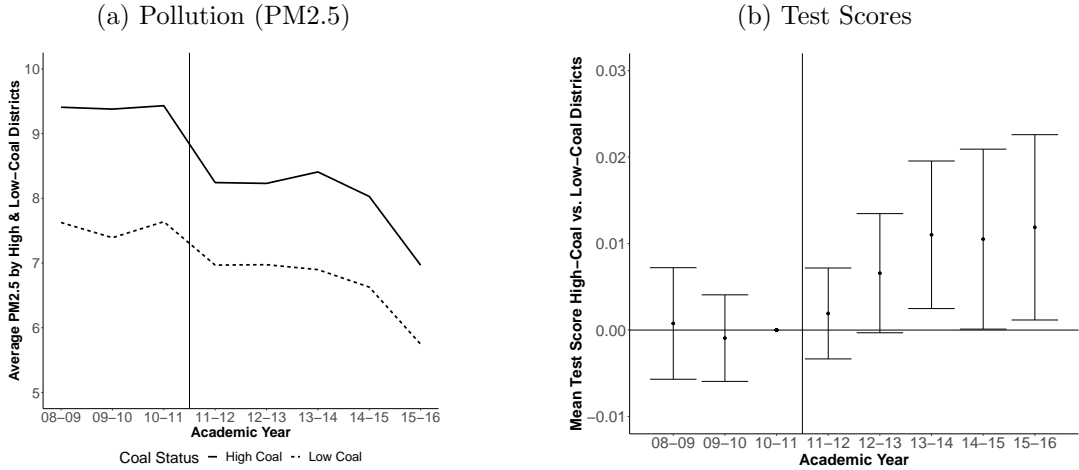 (a) Pollution (PM2.5)
Average PM2.5 by High & Low−Coal Districts
10
9
8
7
6
5
08−09 09−10 10−11 11−12 12−13 13−14 14−15 15−16
Academic Year
Coal Status High Coal Low Coal
(b) Test Scores
Mean Test Score High−Coal vs. Low−Coal Districts
0.03
0.02
0.01
0.00
−0.01
08−09 09−10 10−11 11−12 12−13 13−14 14−15 15−16
Academic Year